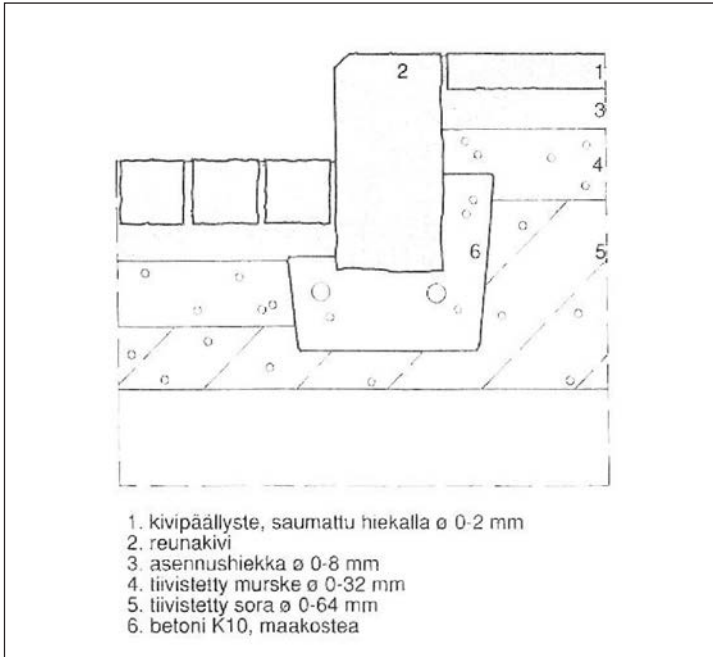 2
1
3
4
6
5
1. kivipäällyste, saumattu hiekalla ø 0-2 mm
2. reunakivi
3. asennushiekka ø 0-8 mm
4. tiivistetty murske ø 0-32 mm
5. tiivistetty sora ø 0-64 mm
6. betoni K10, maakostea